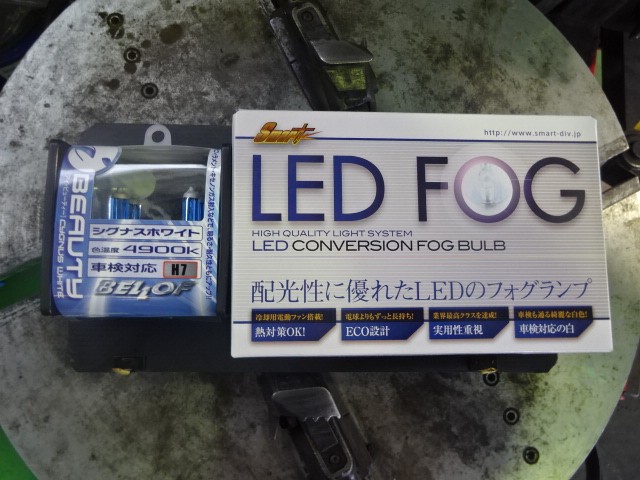 BEAUTY
CYGNUS WHITE
シグナスホワイト
色温度 4900K
車検対応 H7
BELLOF
Smart
http://www.smart-div.jp
LED FOG
HIGH QUALITY LIGHT SYSTEM
LED CONVERSION FOG BULB
配光性に優れたLEDのフォグランプ
冷却用電動ファン搭載!
熱対策OK!
電球よりもずっと長持ち!
ECO設計
業界最高クラスを達成!
実用性重視
車検も通る綺麗な白色!
車検対応の白